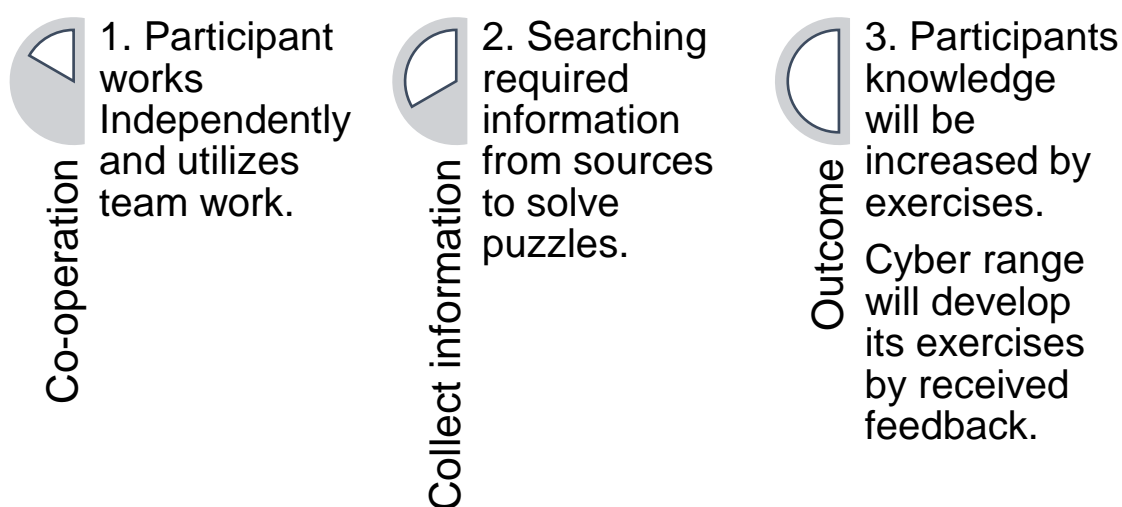 Co-operation
1. Participant
works
Independently
and utilizes
team work.
Collect information
2. Searching
required
information
from sources
to solve
puzzles.
Outcome
3. Participants
knowledge
will be
increased by
exercises.
Cyber range
will develop
its exercises
by received
feedback.